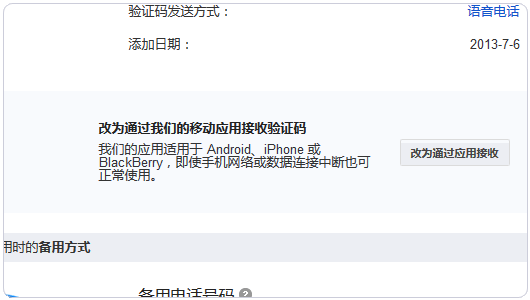 验证码发送方式： 语音电话
添加日期： 2013-7-6
改为通过我们的移动应用接收验证码
我们的应用适用于 Android、iPhone 或
BlackBerry，即使手机网络或数据连接中断也可
正常使用。
改为通过应用接收
用时的备用方式
备用电话号码 ?